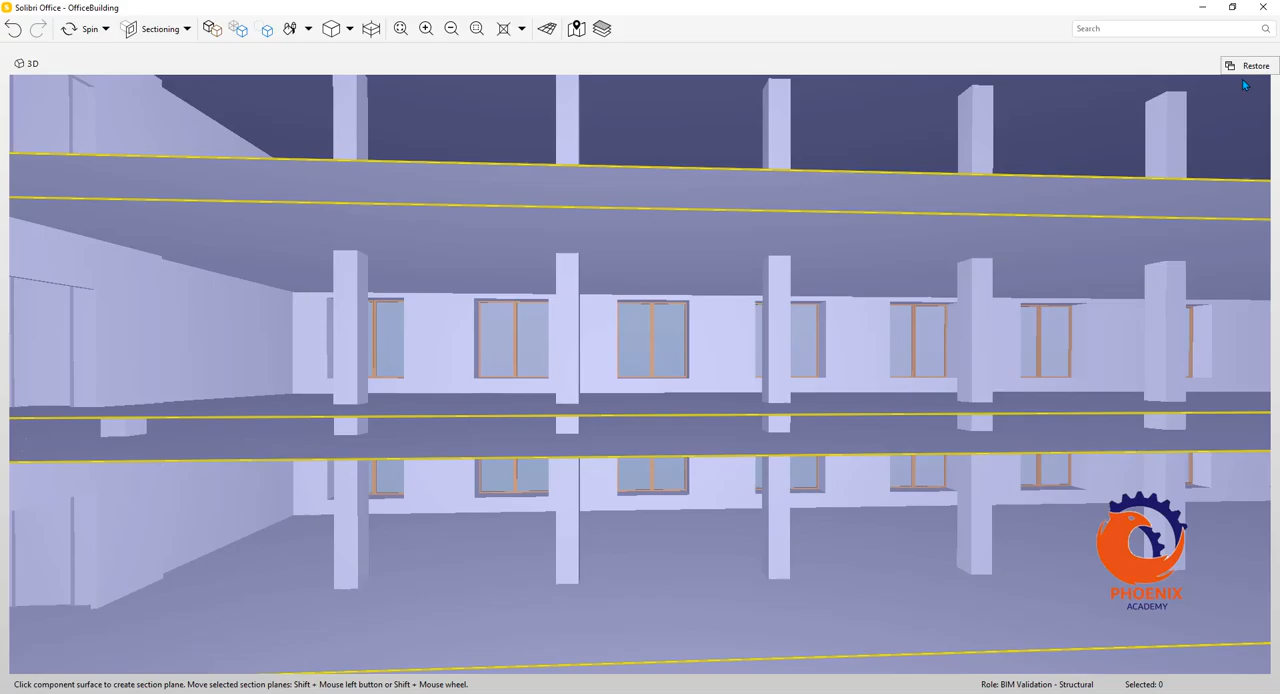 Solibri Office - OfficeBuilding
Spin
Sectioning
Search
3D
Restore
PHOENIX
ACADEMY
Click component surface to create section plane. Move selected section planes: Shift + Mouse left button or Shift + Mouse wheel.
Role: BIM Validation - Structural
Selected: 0